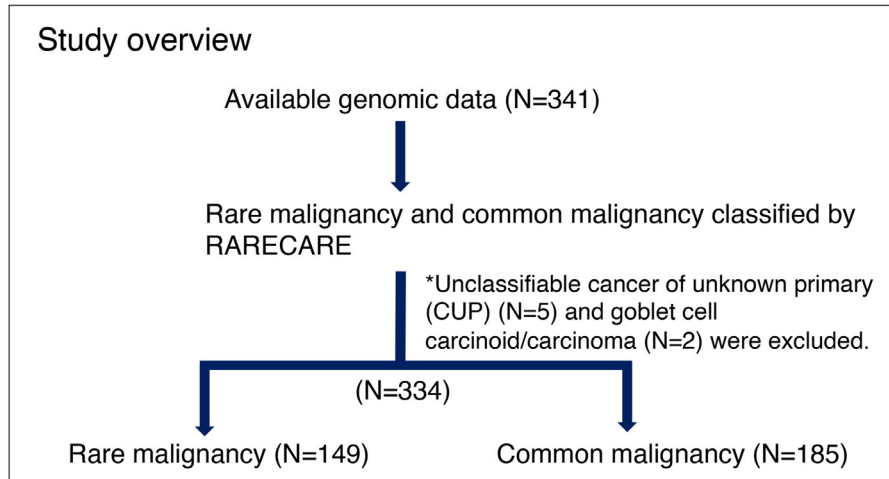 Study overview
Available genomic data (N=341)
Rare malignancy and common malignancy classified by
RARECARE
*Unclassifiable cancer of unknown primary
(CUP) (N=5) and goblet cell
carcinoid/carcinoma (N=2) were excluded.
(N=334)
Rare malignancy (N=149)
Common malignancy (N=185)